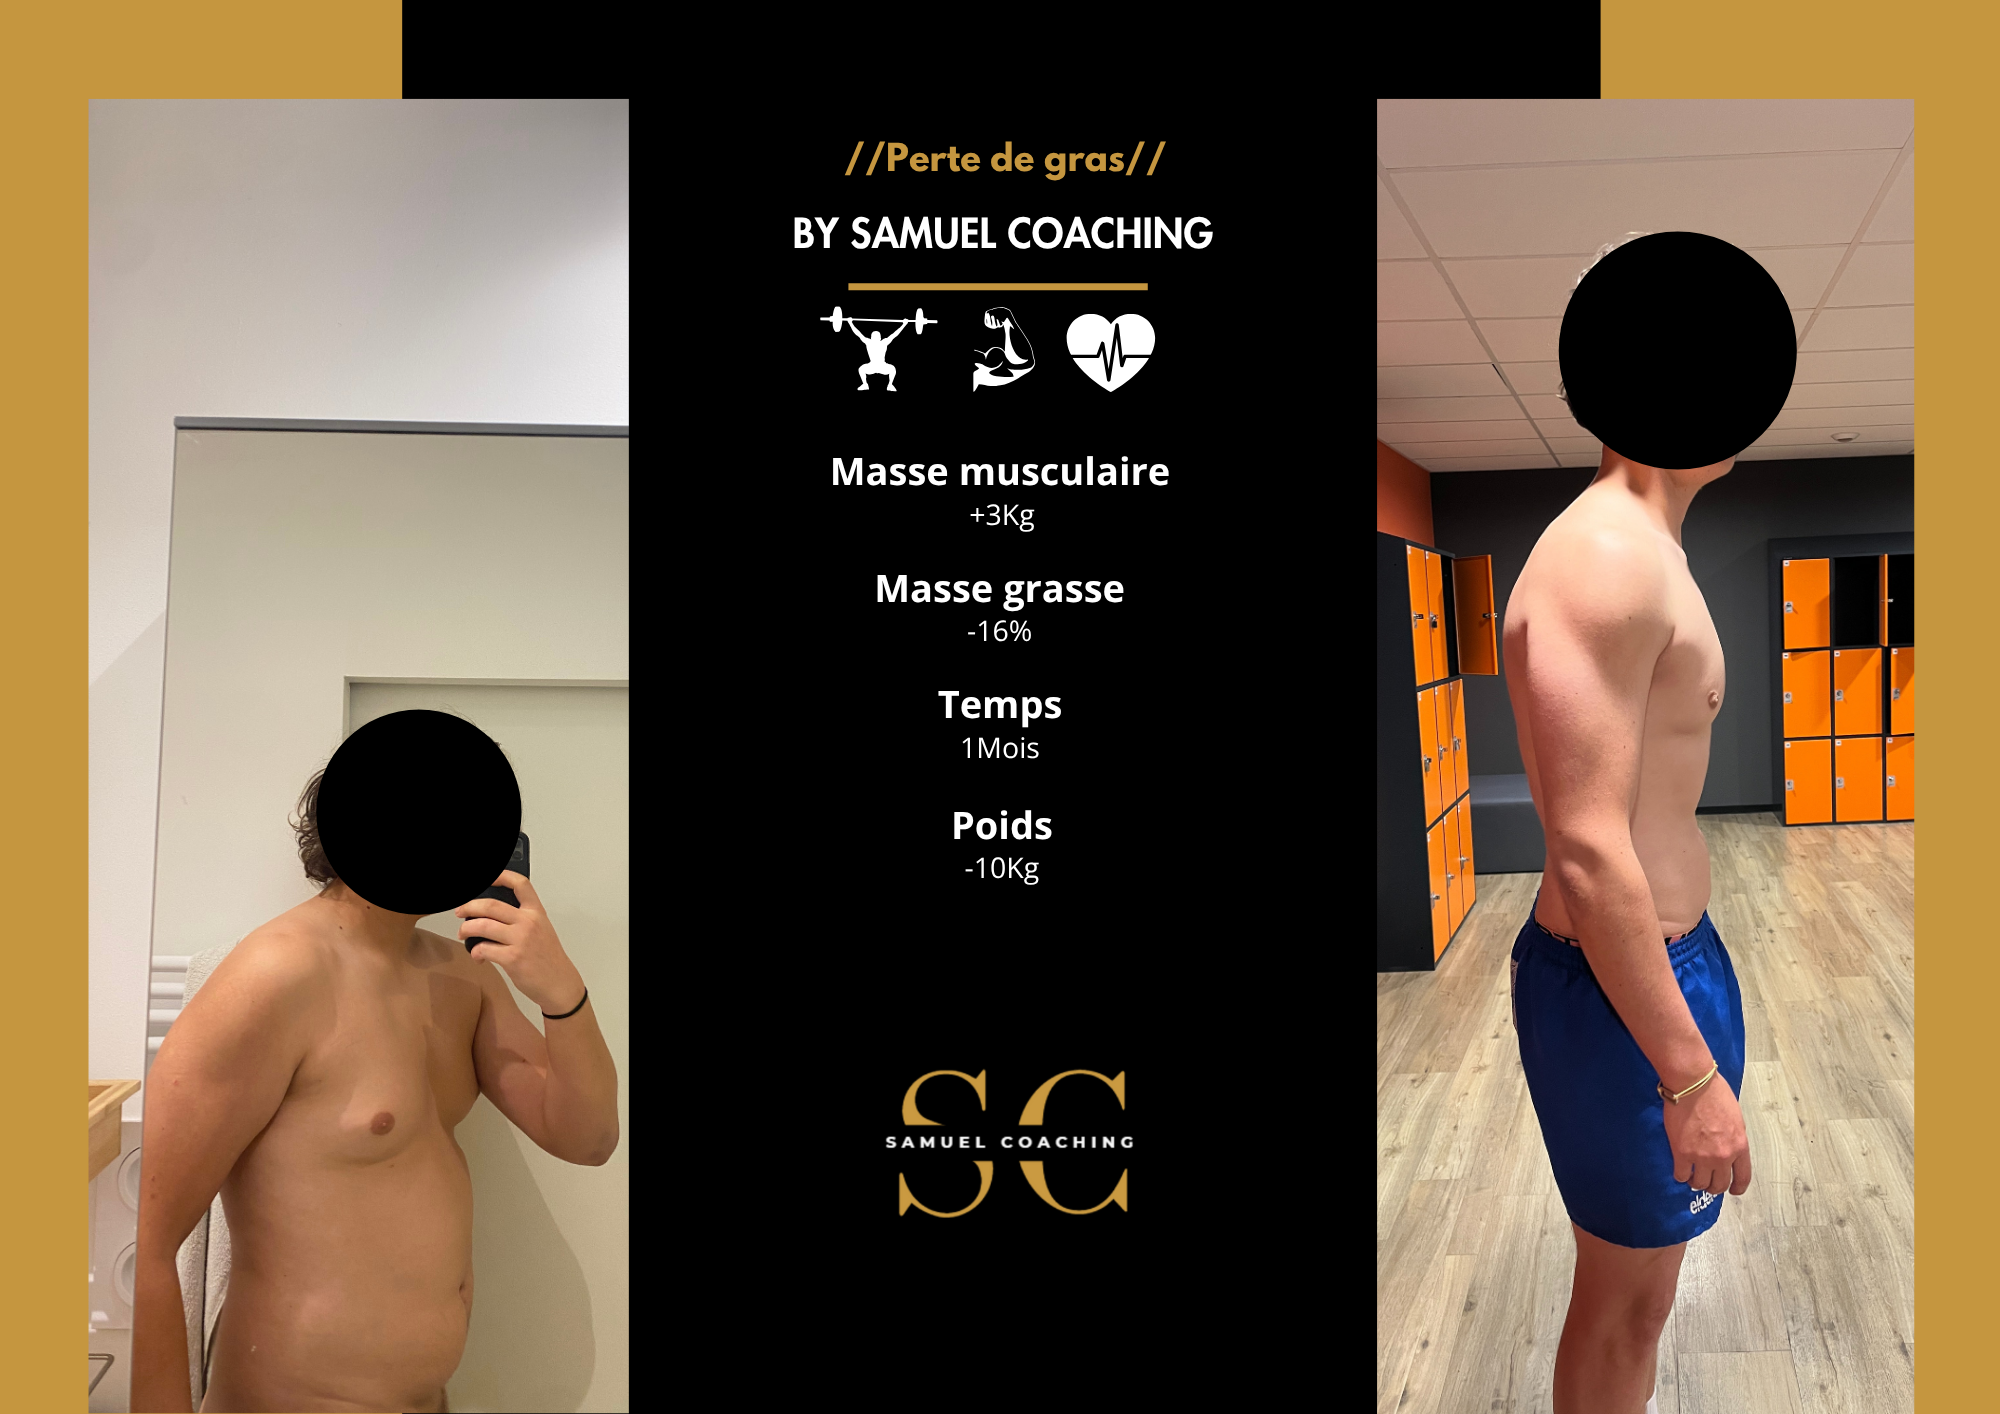 //Perte de gras//
BY SAMUEL COACHING
Masse musculaire
+3Kg
Masse grasse
-16%
Temps
1Mois
Poids
-10Kg
SC
SAMUEL COACHING